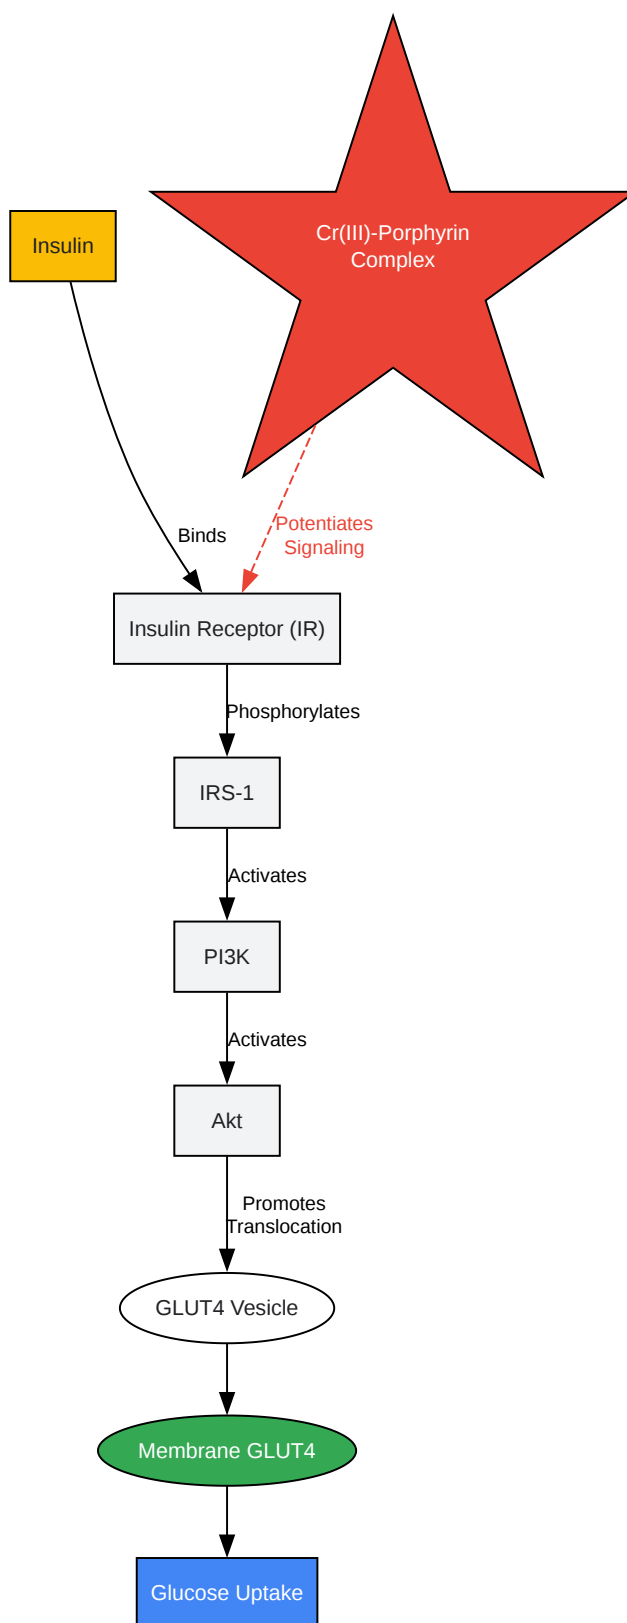 Cr(III)-Porphyrin
Complex
Insulin
Binds
Potentiates
Signaling
Insulin Receptor (IR)
Phosphorylates
IRS-1
Activates
PI3K
Activates
Akt
Promotes
Translocation
GLUT4 Vesicle
Membrane GLUT4
Glucose Uptake